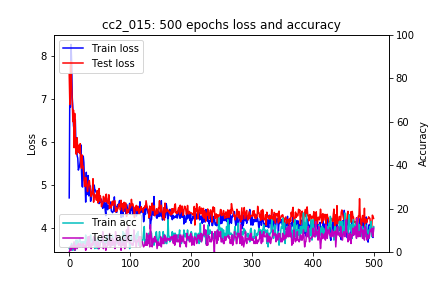 cc2_015: 500 epochs loss and accuracy
Train loss
Test loss
Train acc
Test acc
Loss
Accuracy
8
7
6
5
4
100
80
60
40
20
0
0
100
200
300
400
500